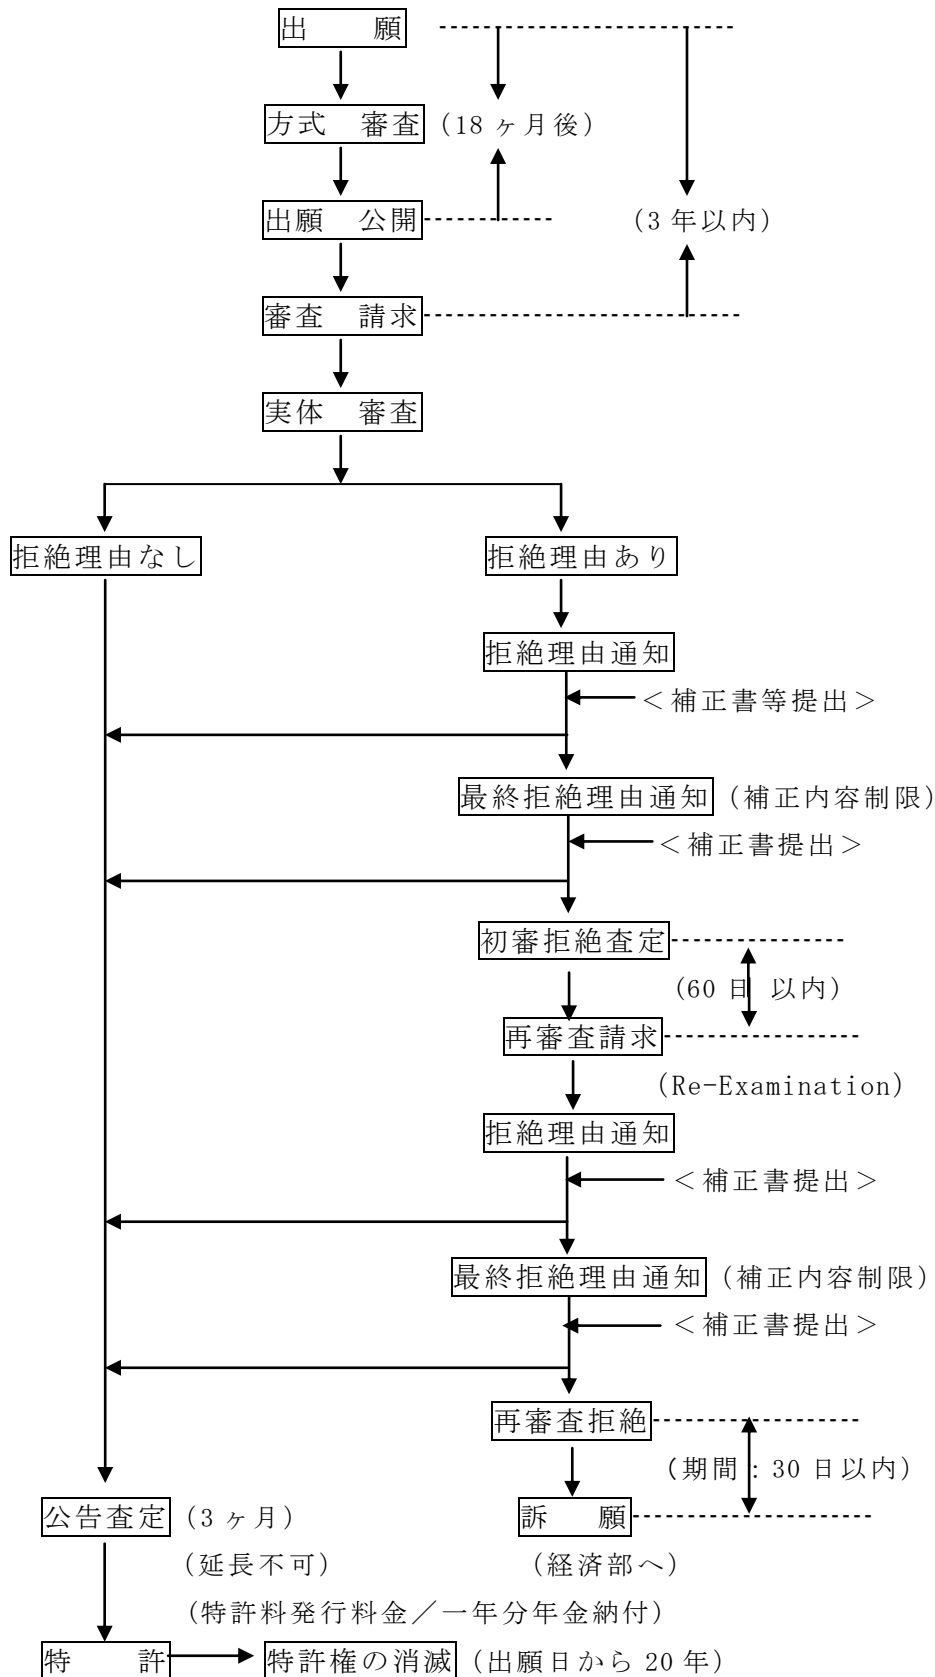 出　　願
方式　審査 (18ヶ月後)
出願　公開
(3年以内)
審査　請求
実体　審査
拒絶理由なし
拒絶理由あり
拒絶理由通知
＜補正書等提出＞
最終拒絶理由通知 (補正内容制限)
＜補正書提出＞
初審拒絶査定
(60日 以内)
再審査請求
(Re-Examination)
拒絶理由通知
＜補正書提出＞
最終拒絶理由通知 (補正内容制限)
＜補正書提出＞
再審査拒絶
(期間：30日以内)
公告査定 (3ヶ月)
訴　　願
(延長不可)
(経済部へ)
(特許料発行料金／一年分年金納付)
特　　許
特許権の消滅 (出願日から20年)